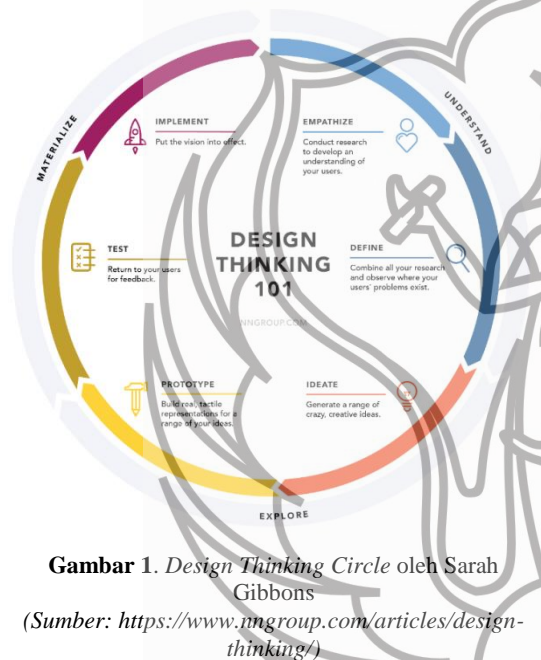 MATERIALIZE
UNDERSTAND
EXPLORE
DESIGN
THINKING
101
NNGROUP.COM
EMPATHIZE
Conduct research
to develop an
understanding of
your users.
DEFINE
Combine all your research
and observe where your
users' problems exist.
IDEATE
Generate a range of
crazy, creative ideas.
PROTOTYPE
Build real, tactile
representations for a
range of your ideas.
TEST
Return to your users
for feedback.
IMPLEMENT
Put the vision into effect.
Gambar 1. Design Thinking Circle oleh Sarah
Gibbons
(Sumber: https://www.nngroup.com/articles/design-
thinking/)